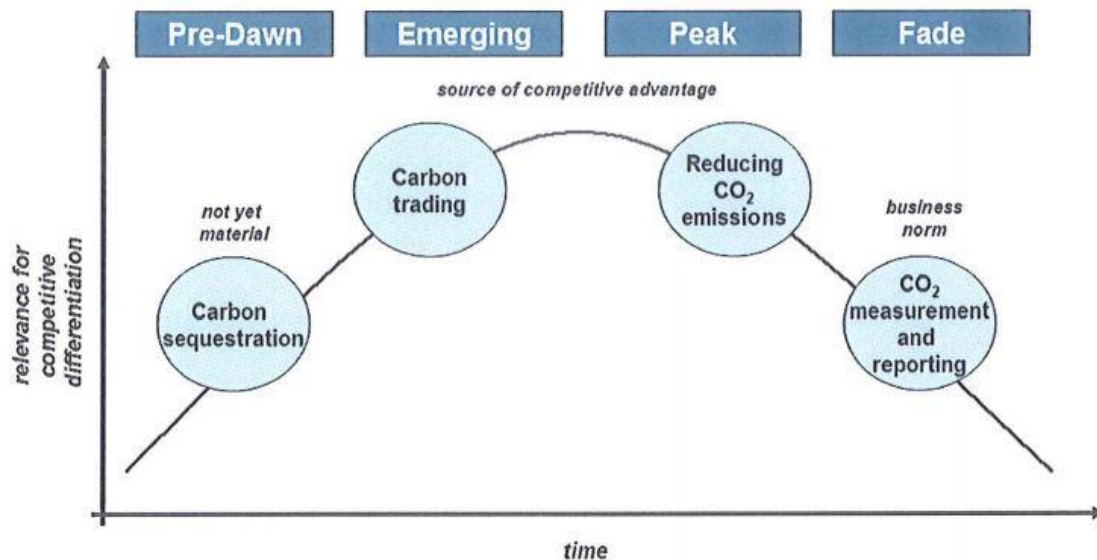 Pre-Dawn
Emerging
Peak
Fade
source of competitive advantage
Carbon
trading
Reducing
CO₂
emissions
not yet
material
business
norm
Carbon
sequestration
CO₂
measurement
and
reporting
relevance for
competitive
differentiation
time